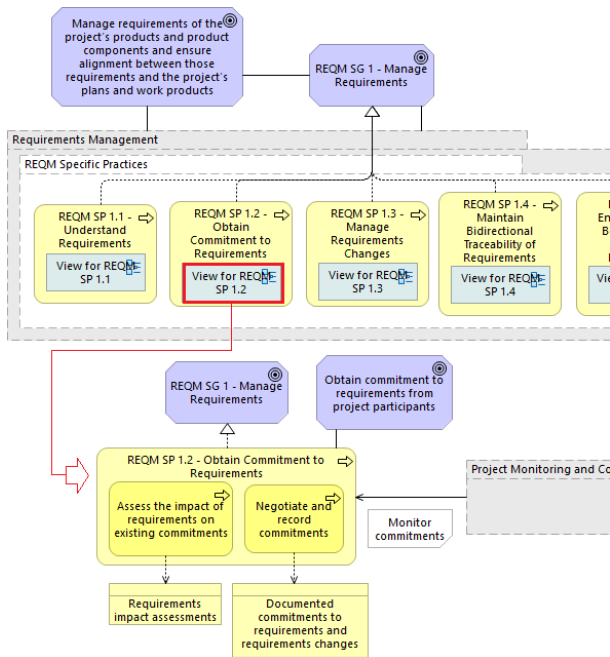 Manage requirements of the
project's products and product
components and ensure
alignment between those
requirements and the project's
plans and work products
REQM SG 1 - Manage
Requirements
Requirements Management
REQM Specific Practices
REQM SP 1.1 -
Understand
Requirements
View for REQM
SP 1.1
REQM SP 1.2 -
Obtain
Commitment to
Requirements
View for REQM
SP 1.2
REQM SP 1.3 -
Manage
Requirements
Changes
View for REQM
SP 1.3
REQM SP 1.4 -
Maintain
Bidirectional
Traceability of
Requirements
View for REQM
SP 1.4
REQM SG 1 - Manage
Requirements
Obtain commitment to
requirements from
project participants
REQM SP 1.2 - Obtain Commitment to
Requirements
Assess the impact of
requirements on
existing commitments
Negotiate and
record
commitments
Project Monitoring and Co
Monitor
commitments
Requirements
impact assessments
Documented
commitments to
requirements and
requirements changes